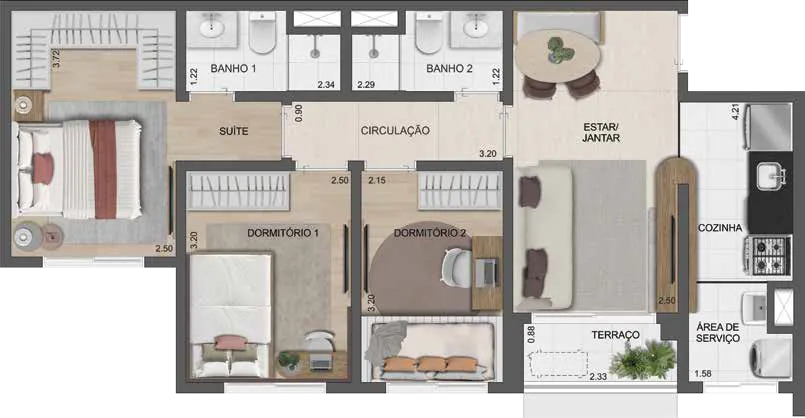 3.72
BANHO 1
1.22
2.34
BANHO 2
2.29
1.22
SUÍTE
0.90
CIRCULAÇÃO
3.20
ESTAR/
JANTAR
4.21
2.50
DORMITÓRIO 1
3.20
2.50
2.15
DORMITÓRIO 2
3.20
COZINHA
2.50
0.88
TERRAÇO
2.33
ÁREA DE
SERVIÇO
1.58